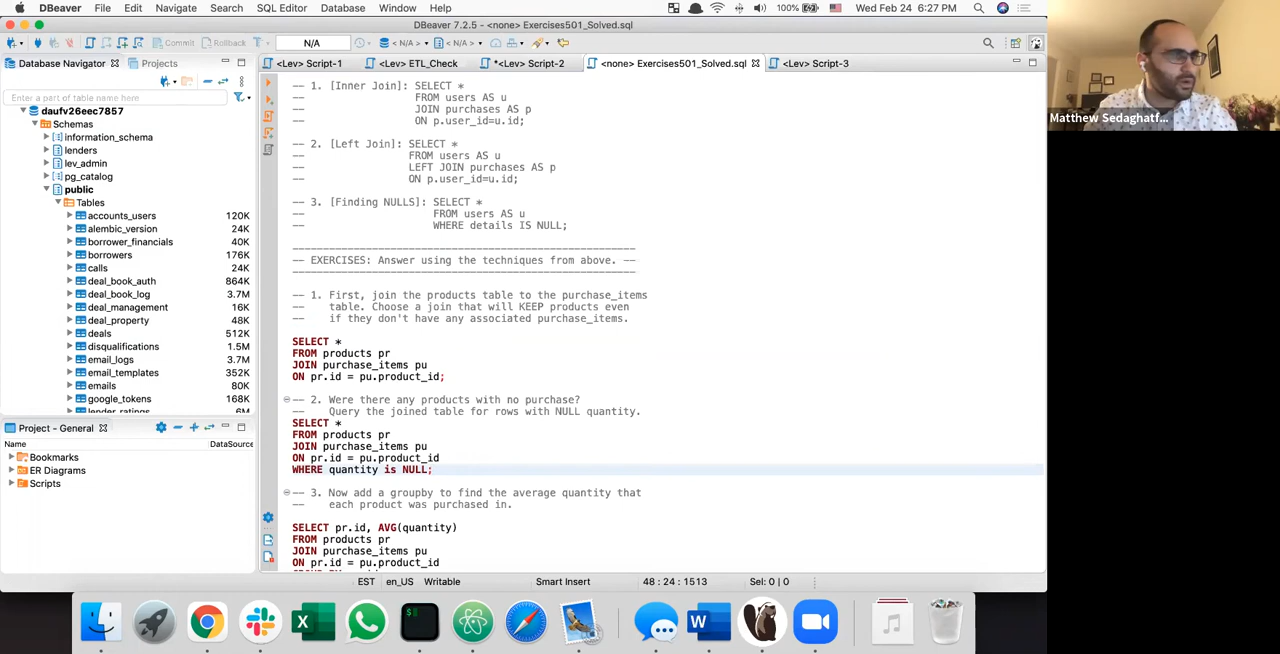 DBeaver File Edit Navigate Search SQL Editor Database Window Help 100% Wed Feb 24 6:27 PM
DBeaver 7.2.5 - <none> Exercises501_Solved.sql
Commit Rollback N/A < N/A > < N/A >
Database Navigator Projects
<Lev> Script-1 <Lev> ETL_Check *<Lev> Script-2 <none> Exercises501_Solved.sql <Lev> Script-3
Enter a part of table name here
daufv26eec7857
Schemas
information_schema
lenders
lev_admin
pg_catalog
public
Tables
accounts_users 120K
alembic_version 24K
borrower_financials 40K
borrowers 176K
calls 24K
deal_book_auth 864K
deal_book_log 3.7M
deal_management 16K
deal_property 48K
deals 512K
disqualifications 1.5M
email_logs 3.7M
email_templates 352K
emails 80K
google_tokens 168K
lender_ratings 6M
Project - General
Name DataSource
Bookmarks
ER Diagrams
Scripts
-- 1. [Inner Join]: SELECT *
-- FROM users AS u
-- JOIN purchases AS p
-- ON p.user_id=u.id;
-- 2. [Left Join]: SELECT *
-- FROM users AS u
-- LEFT JOIN purchases AS p
-- ON p.user_id=u.id;
-- 3. [Finding NULLS]: SELECT *
-- FROM users AS u
-- WHERE details IS NULL;
--------------------------------------------------------
-- EXERCISES: Answer using the techniques from above. --
--------------------------------------------------------
-- 1. First, join the products table to the purchase_items
-- table. Choose a join that will KEEP products even
-- if they don't have any associated purchase_items.
SELECT *
FROM products pr
JOIN purchase_items pu
ON pr.id = pu.product_id;
-- 2. Were there any products with no purchase?
-- Query the joined table for rows with NULL quantity.
SELECT *
FROM products pr
JOIN purchase_items pu
ON pr.id = pu.product_id
WHERE quantity is NULL;
-- 3. Now add a groupby to find the average quantity that
-- each product was purchased in.
SELECT pr.id, AVG(quantity)
FROM products pr
JOIN purchase_items pu
ON pr.id = pu.product_id
EST en_US Writable Smart Insert 48 : 24 : 1513 Sel: 0 | 0
Matthew Sedaghatf...